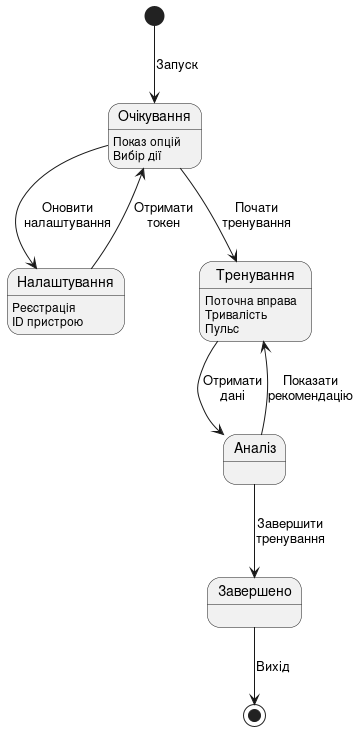 Запуск
Очікування
Показ опцій
Вибір дії
Оновити
налаштування
Отримати
токен
Почати
тренування
Налаштування
Реєстрація
ID пристрою
Тренування
Поточна вправа
Тривалість
Пульс
Отримати
дані
Показати
рекомендацію
Аналіз
Завершити
тренування
Завершено
Вихід